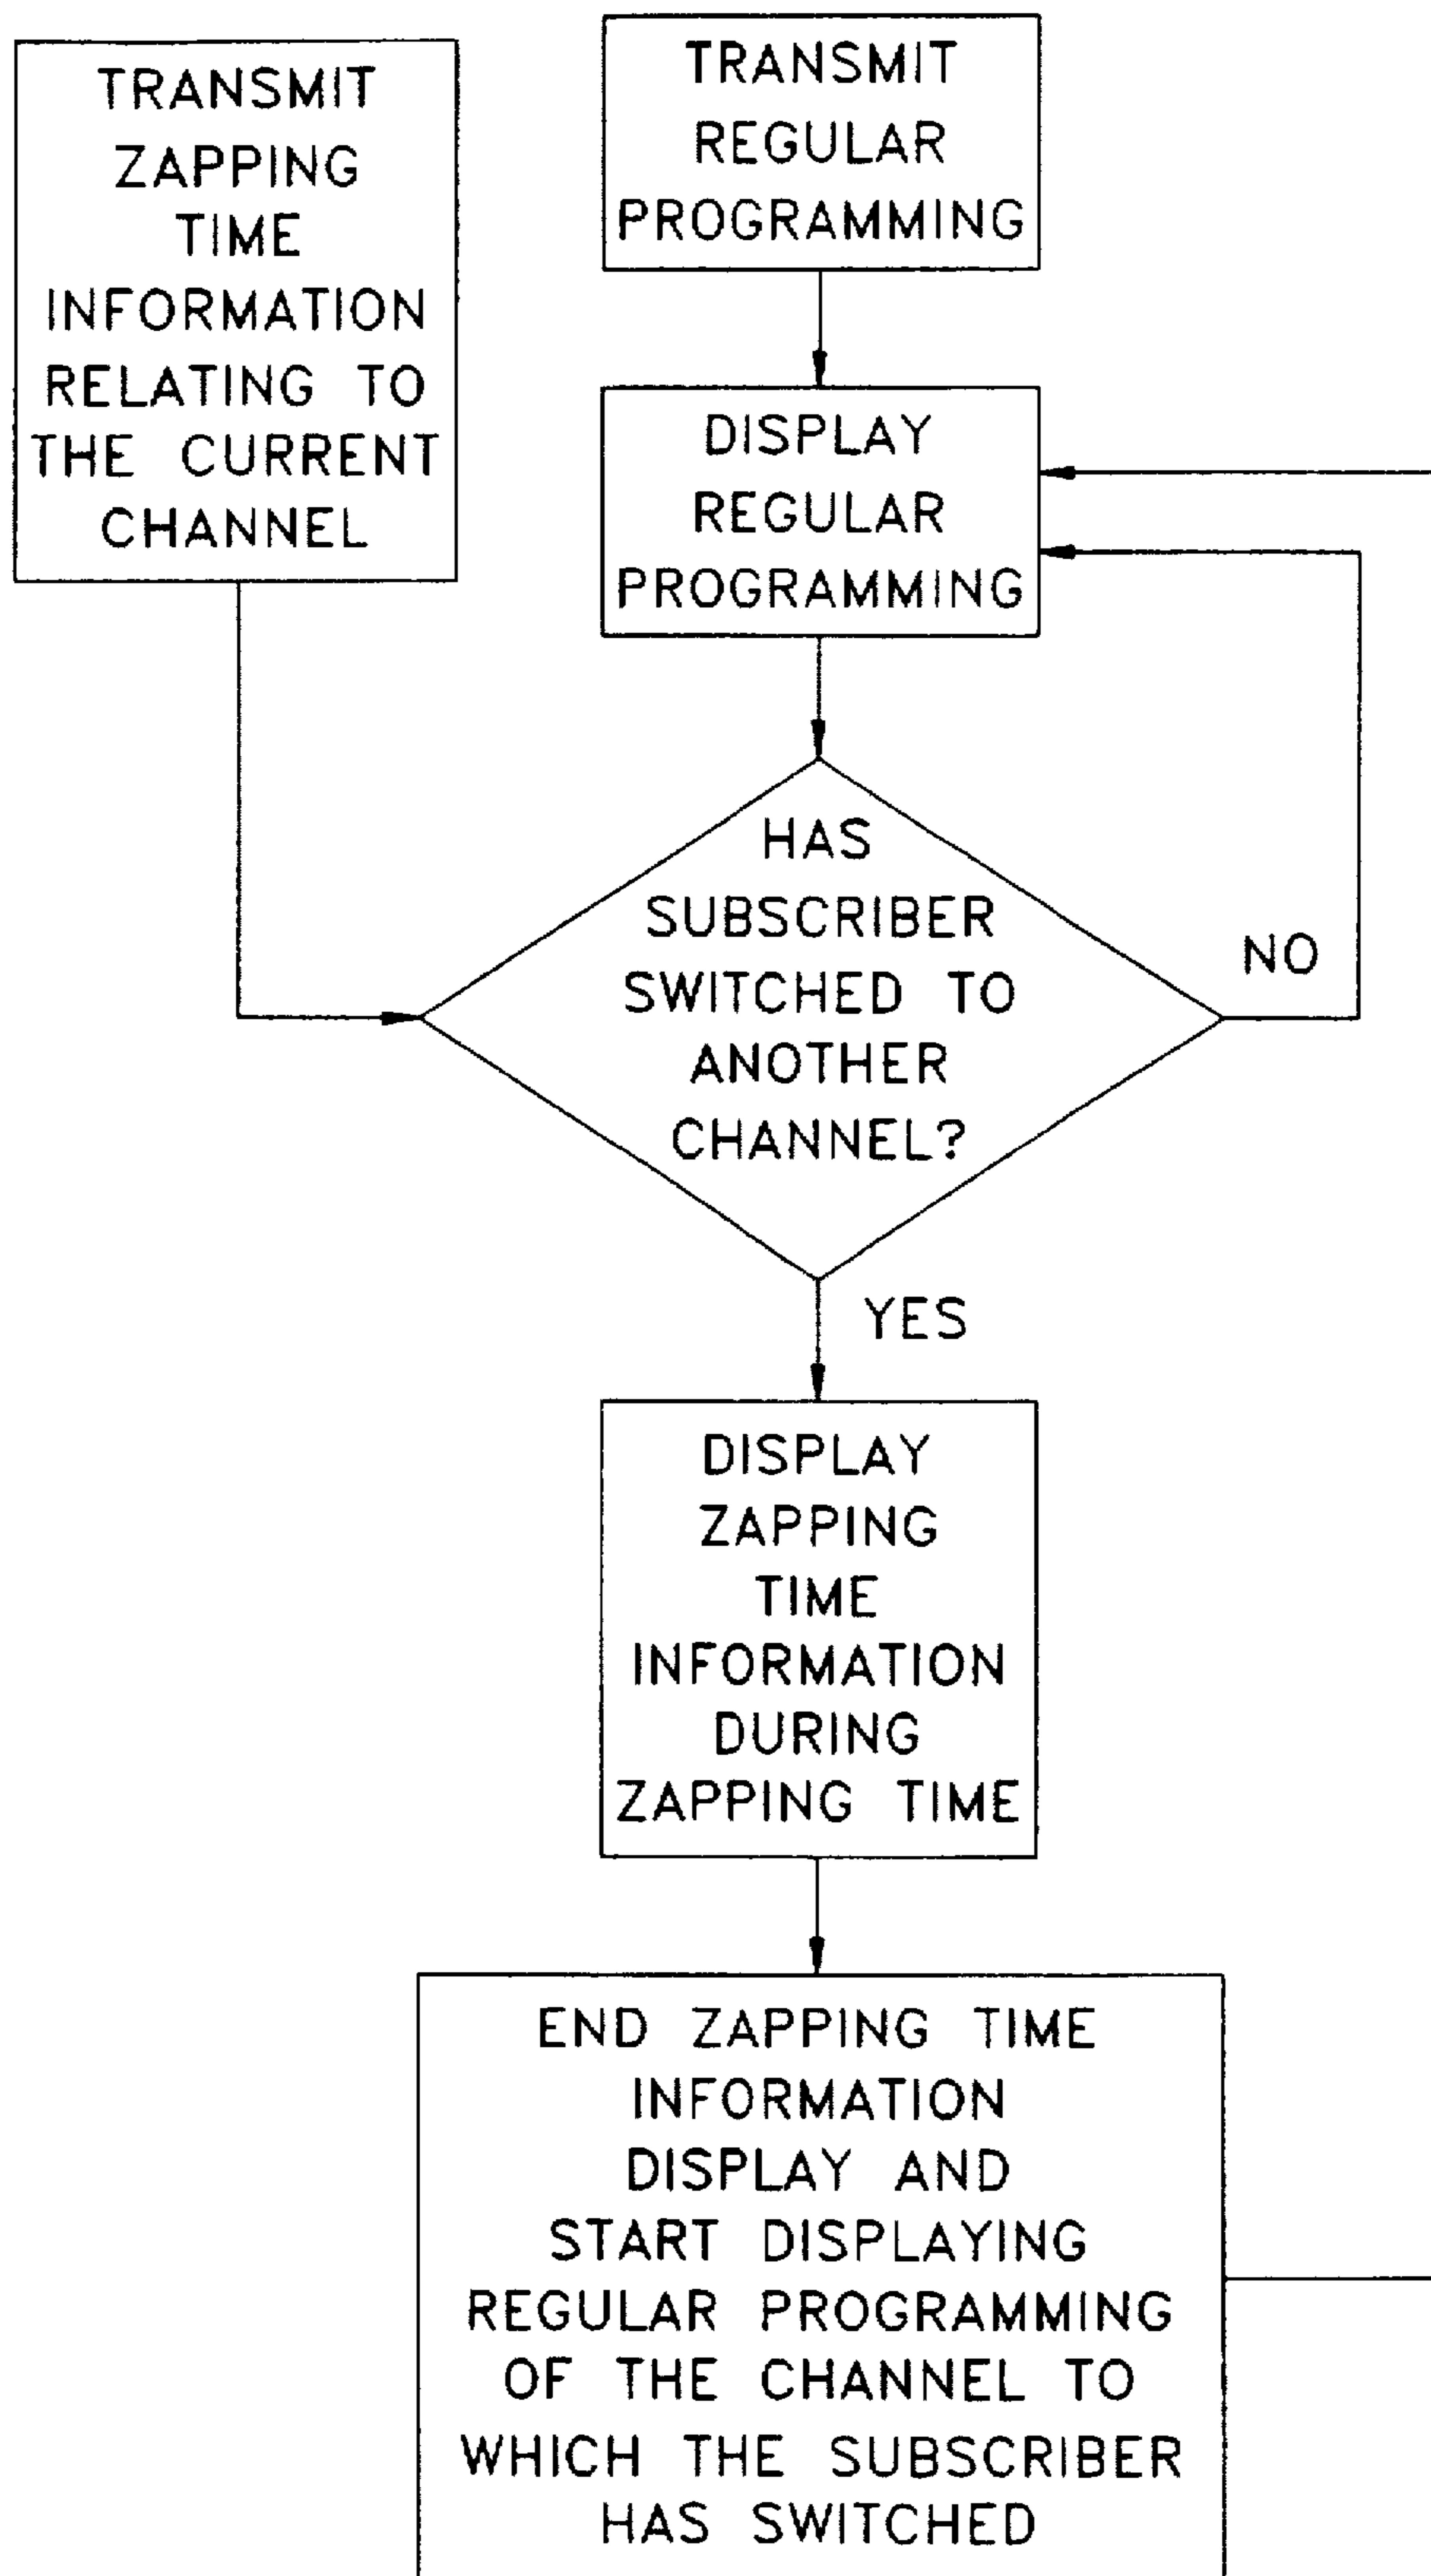 TRANSMIT
ZAPPING
TIME
INFORMATION
RELATING TO
THE CURRENT
CHANNEL
TRANSMIT
REGULAR
PROGRAMMING
DISPLAY
REGULAR
PROGRAMMING
HAS
SUBSCRIBER
SWITCHED TO
ANOTHER
CHANNEL?
NO
YES
DISPLAY
ZAPPING
TIME
INFORMATION
DURING
ZAPPING TIME
END ZAPPING TIME
INFORMATION
DISPLAY AND
START DISPLAYING
REGULAR PROGRAMMING
OF THE CHANNEL TO
WHICH THE SUBSCRIBER
HAS SWITCHED